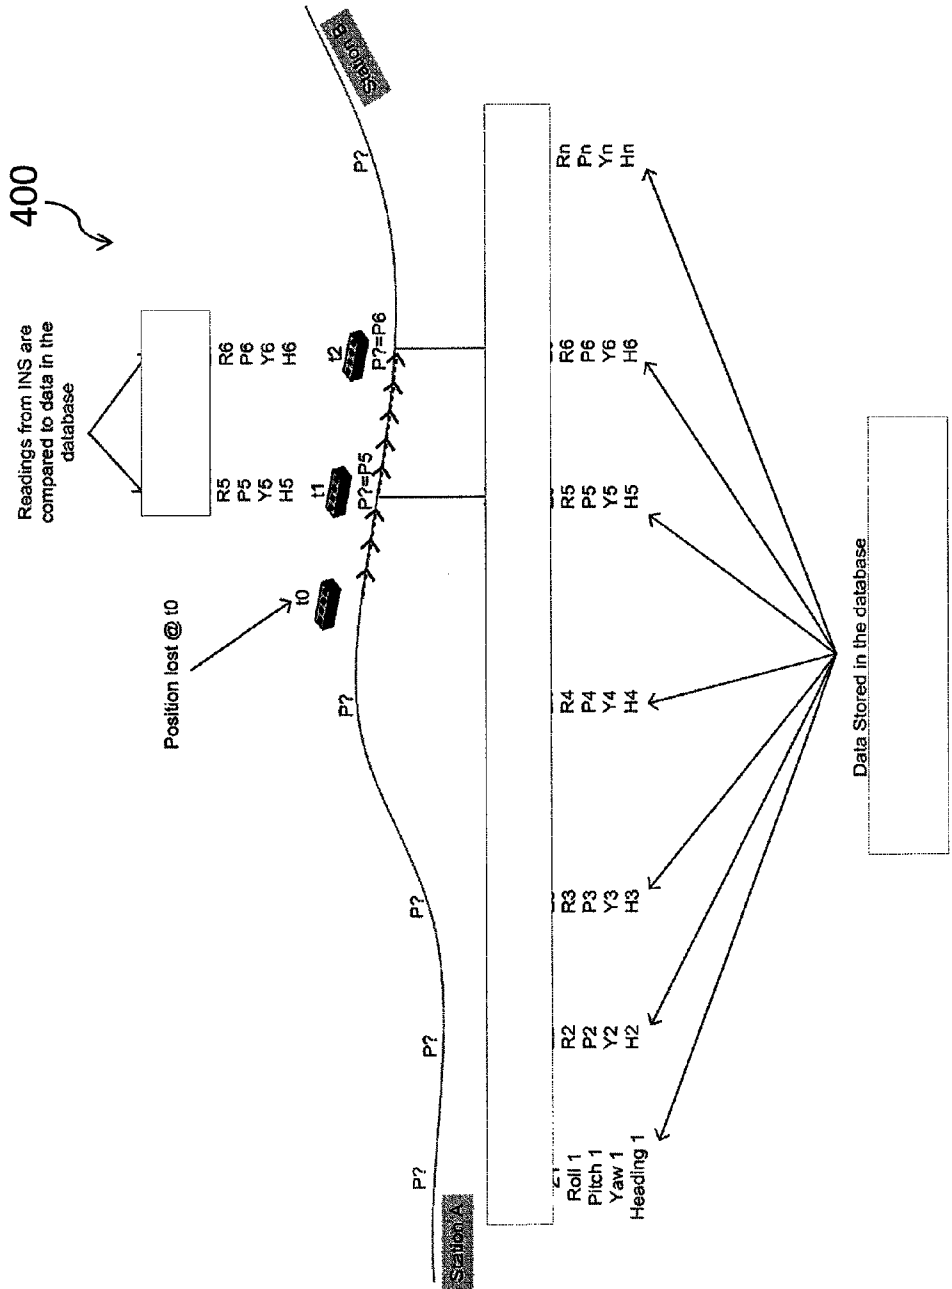 400
Readings from INS are
compared to data in the
database
R5
P5
Y5
H5
R6
P6
Y6
H6
Position lost @ t0
t0
t1
t2
P?
P?
P?
P?
P?=P5
P?=P6
P?
Station A
Station B
Roll 1
Pitch 1
Yaw 1
Heading 1
R2
P2
Y2
H2
R3
P3
Y3
H3
R4
P4
Y4
H4
R5
P5
Y5
H5
R6
P6
Y6
H6
Rn
Pn
Yn
Hn
Data Stored in the database